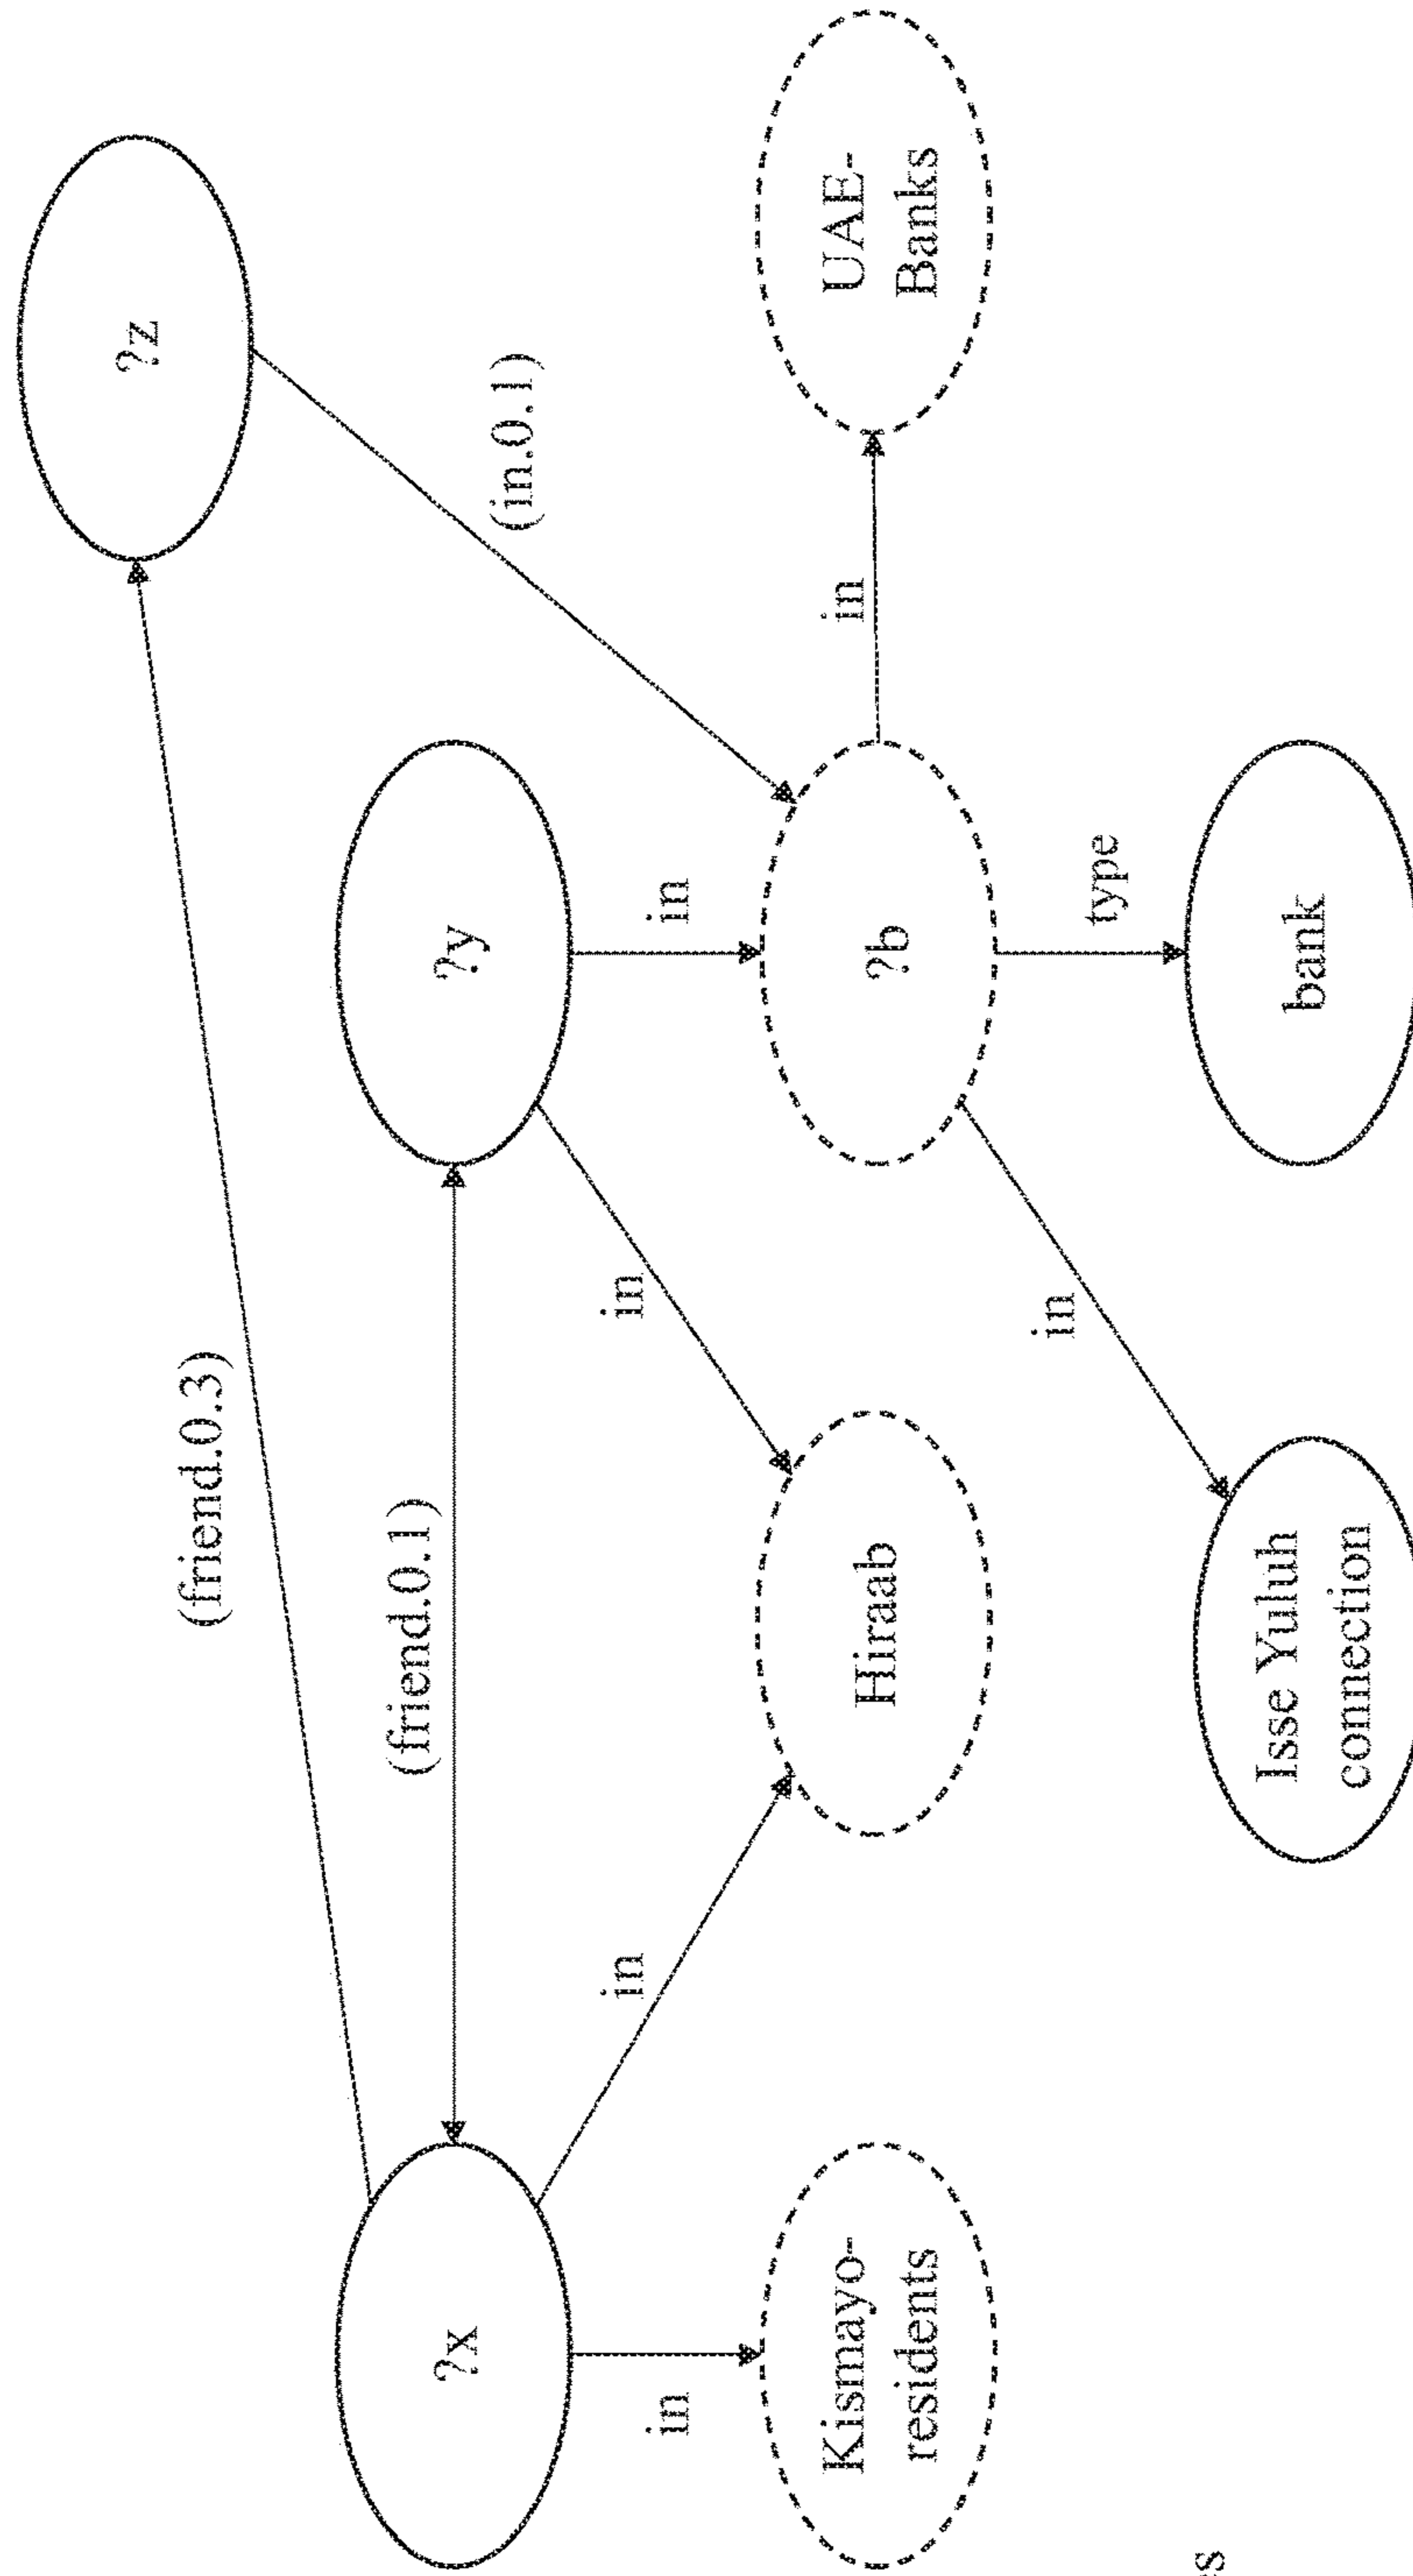 ?z
(friend.0.3)
(in.0.1)
?x
(friend.0.1)
?y
in
in
in
in
Kismayo-
residents
Hiraab
?b
in
UAE-
Banks
in
type
Isse Yuluh
connection
bank